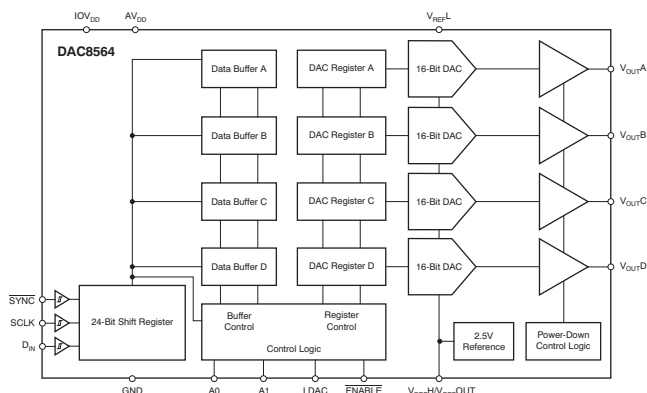 IOVDD AVDD VREFL
DAC8564
Data Buffer A DAC Register A 16-Bit DAC VOUTA
Data Buffer B DAC Register B 16-Bit DAC VOUTB
Data Buffer C DAC Register C 16-Bit DAC VOUTC
Data Buffer D DAC Register D 16-Bit DAC VOUTD
SYNC
SCLK
DIN
24-Bit Shift Register
Buffer
Control
Register
Control
Control Logic
2.5V
Reference
Power-Down
Control Logic
GND A0 A1 LDAC ENABLE VREFH/VREFOUT